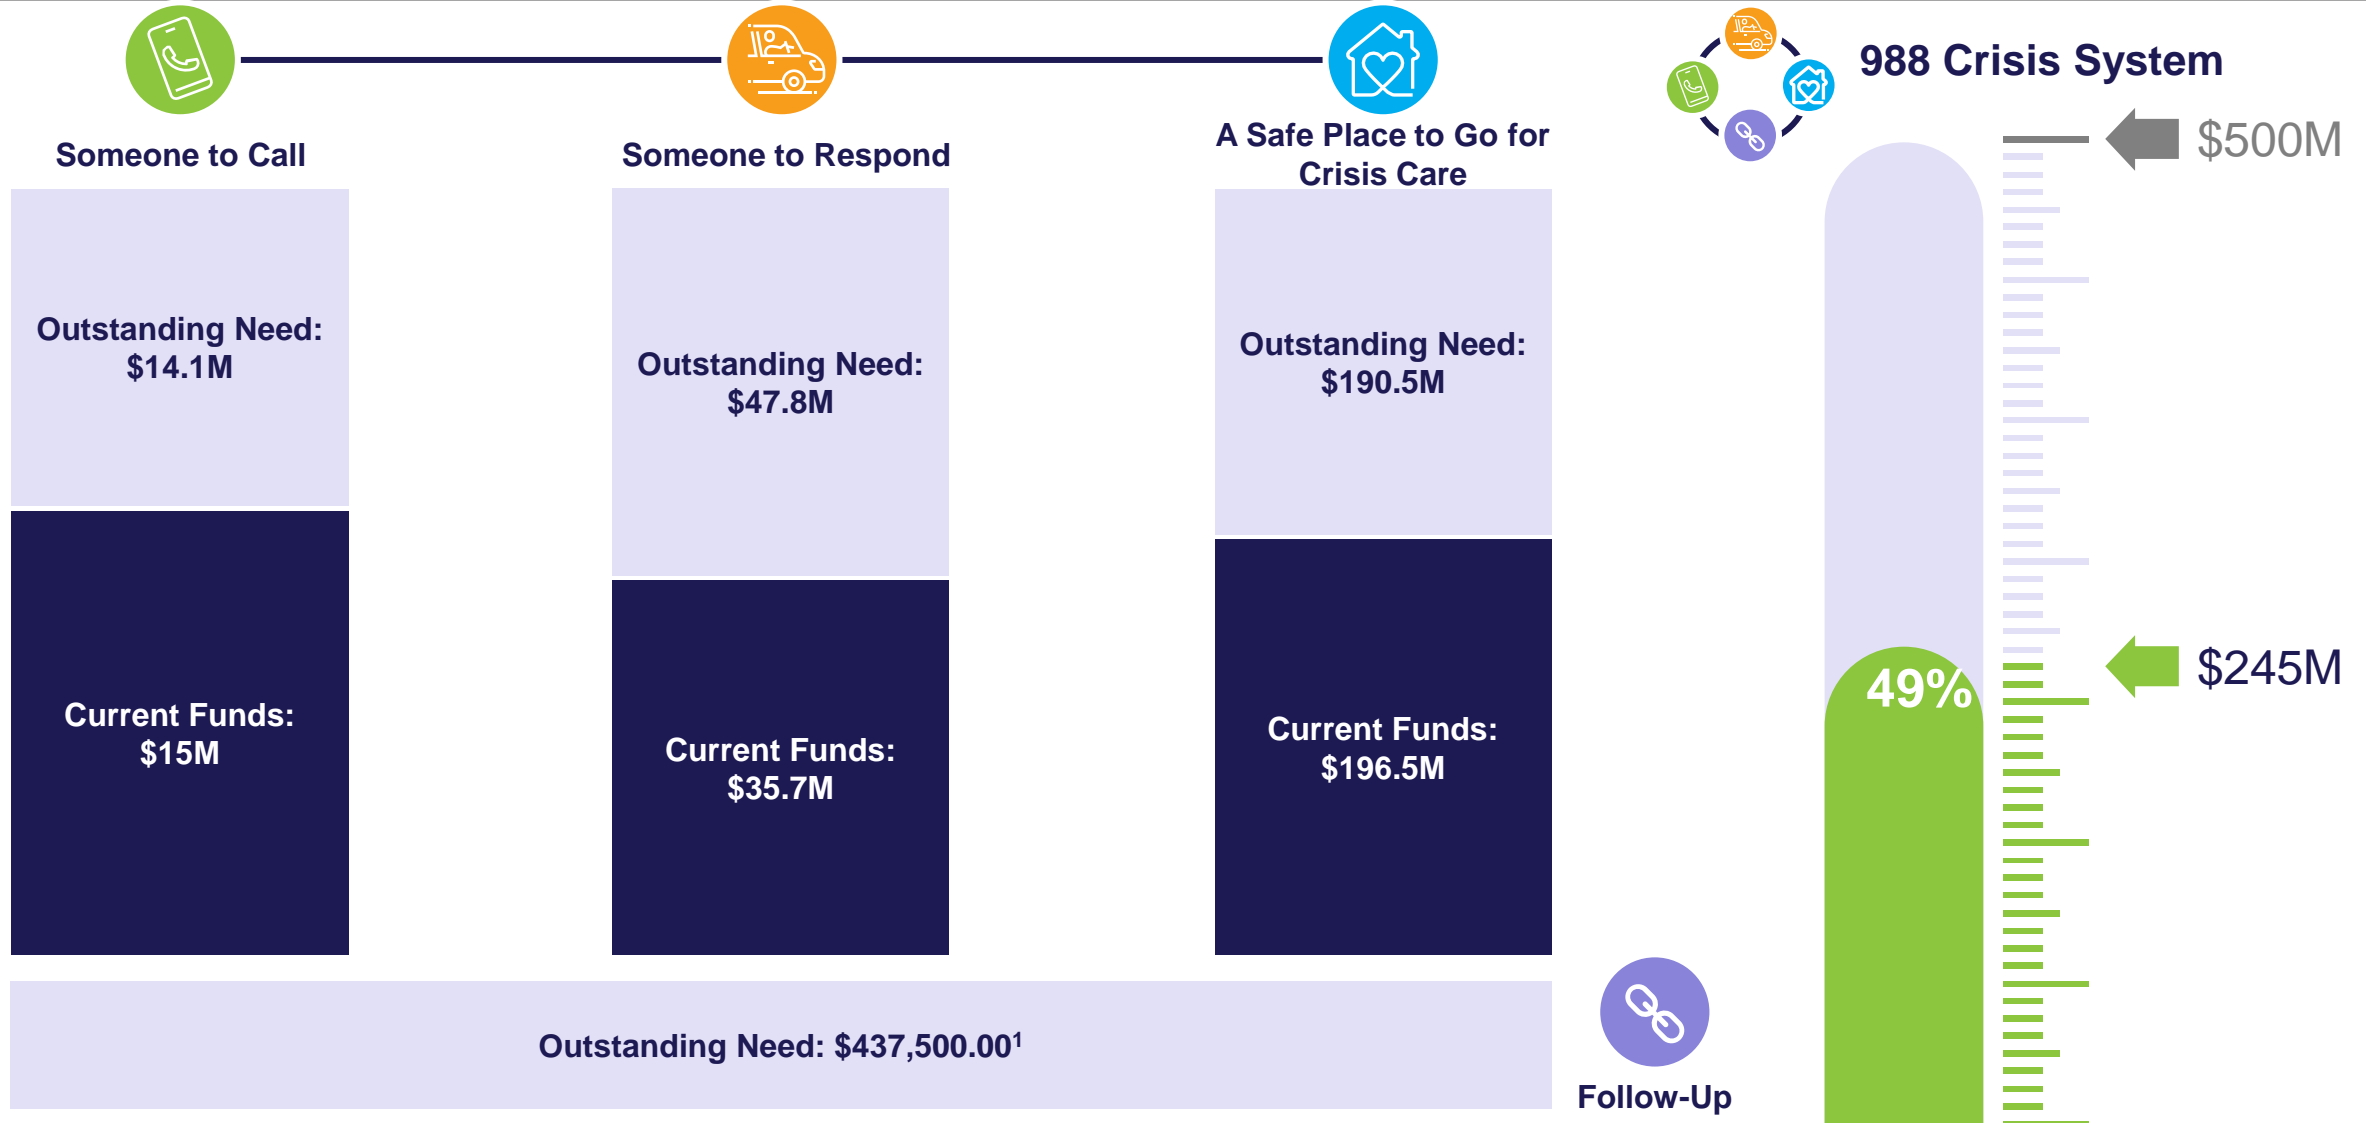 Someone to Call
Outstanding Need:
$14.1M
Current Funds:
$15M
Someone to Respond
Outstanding Need:
$47.8M
Current Funds:
$35.7M
A Safe Place to Go for
Crisis Care
Outstanding Need:
$190.5M
Current Funds:
$196.5M
Outstanding Need: $437,500.00¹
Follow-Up
988 Crisis System
$500M
49%
$245M